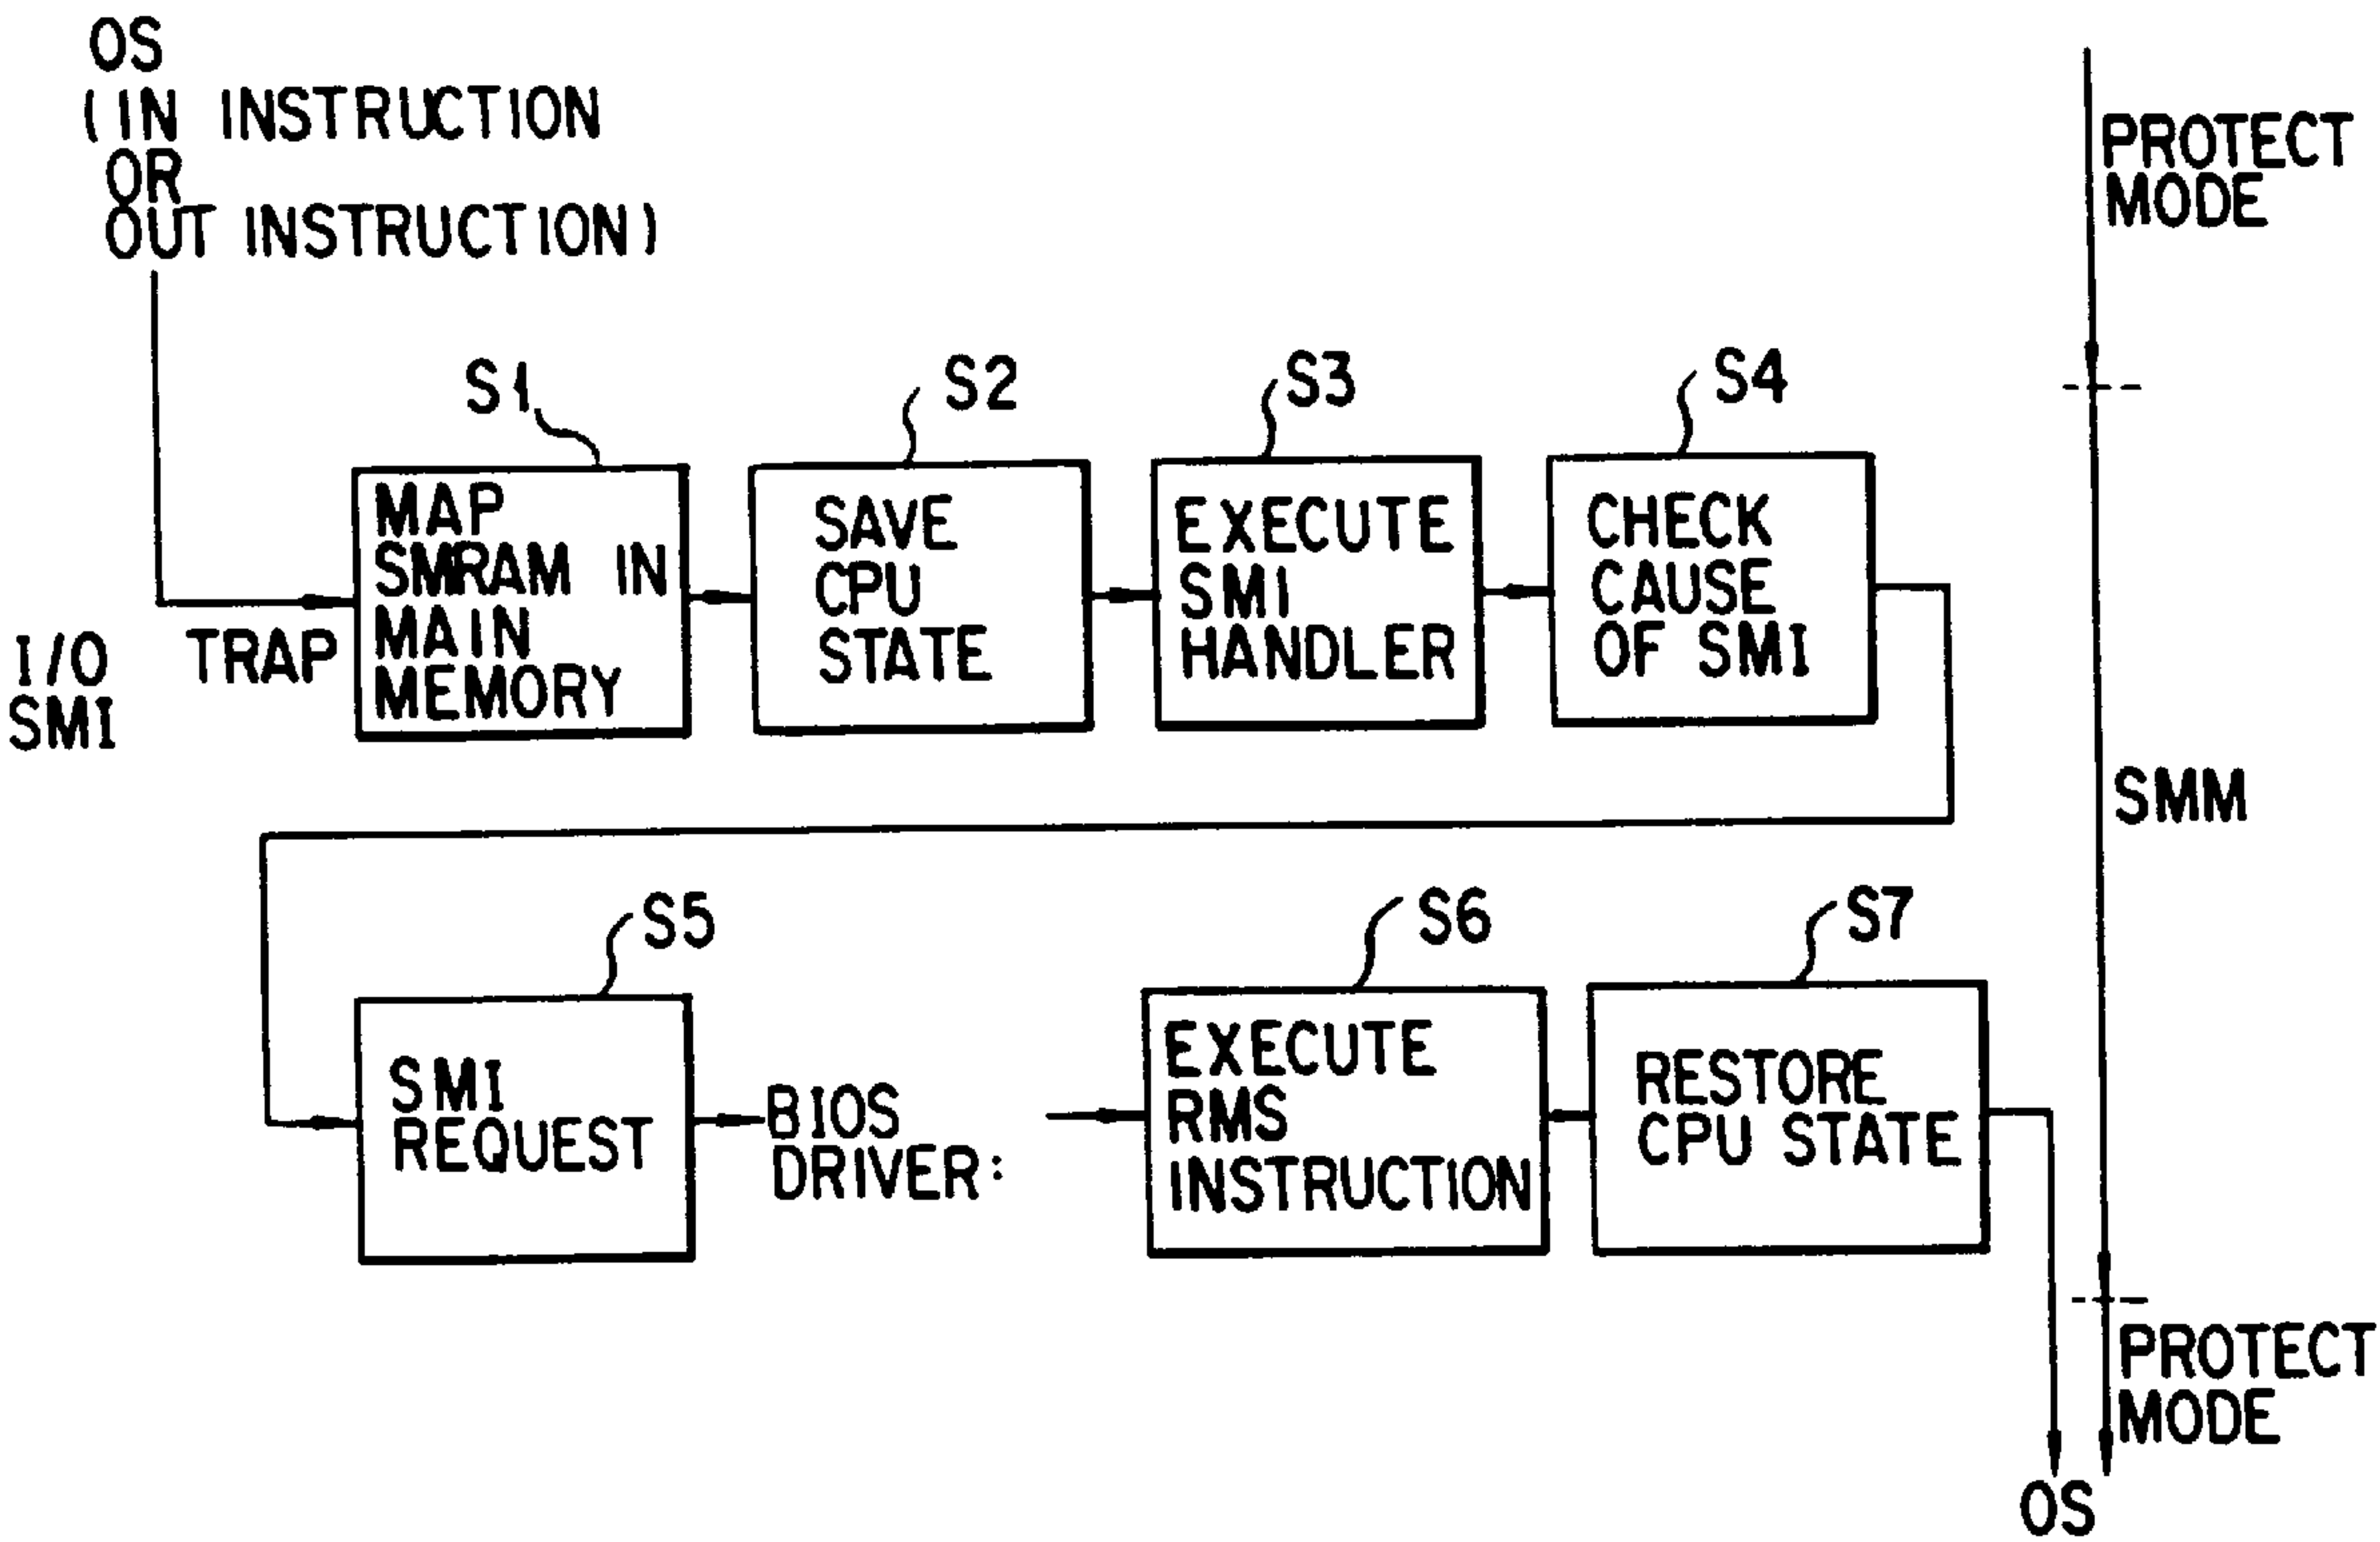 OS
(IN INSTRUCTION
OR
OUT INSTRUCTION)
PROTECT
MODE
S1
S2
S3
S4
MAP
SMRAM IN
MAIN
MEMORY
SAVE
CPU
STATE
EXECUTE
SMI
HANDLER
CHECK
CAUSE
OF SMI
I/O TRAP
SMI
SMM
S5
S6
S7
SMI
REQUEST
BIOS
DRIVER:
EXECUTE
RMS
INSTRUCTION
RESTORE
CPU STATE
PROTECT
MODE
OS